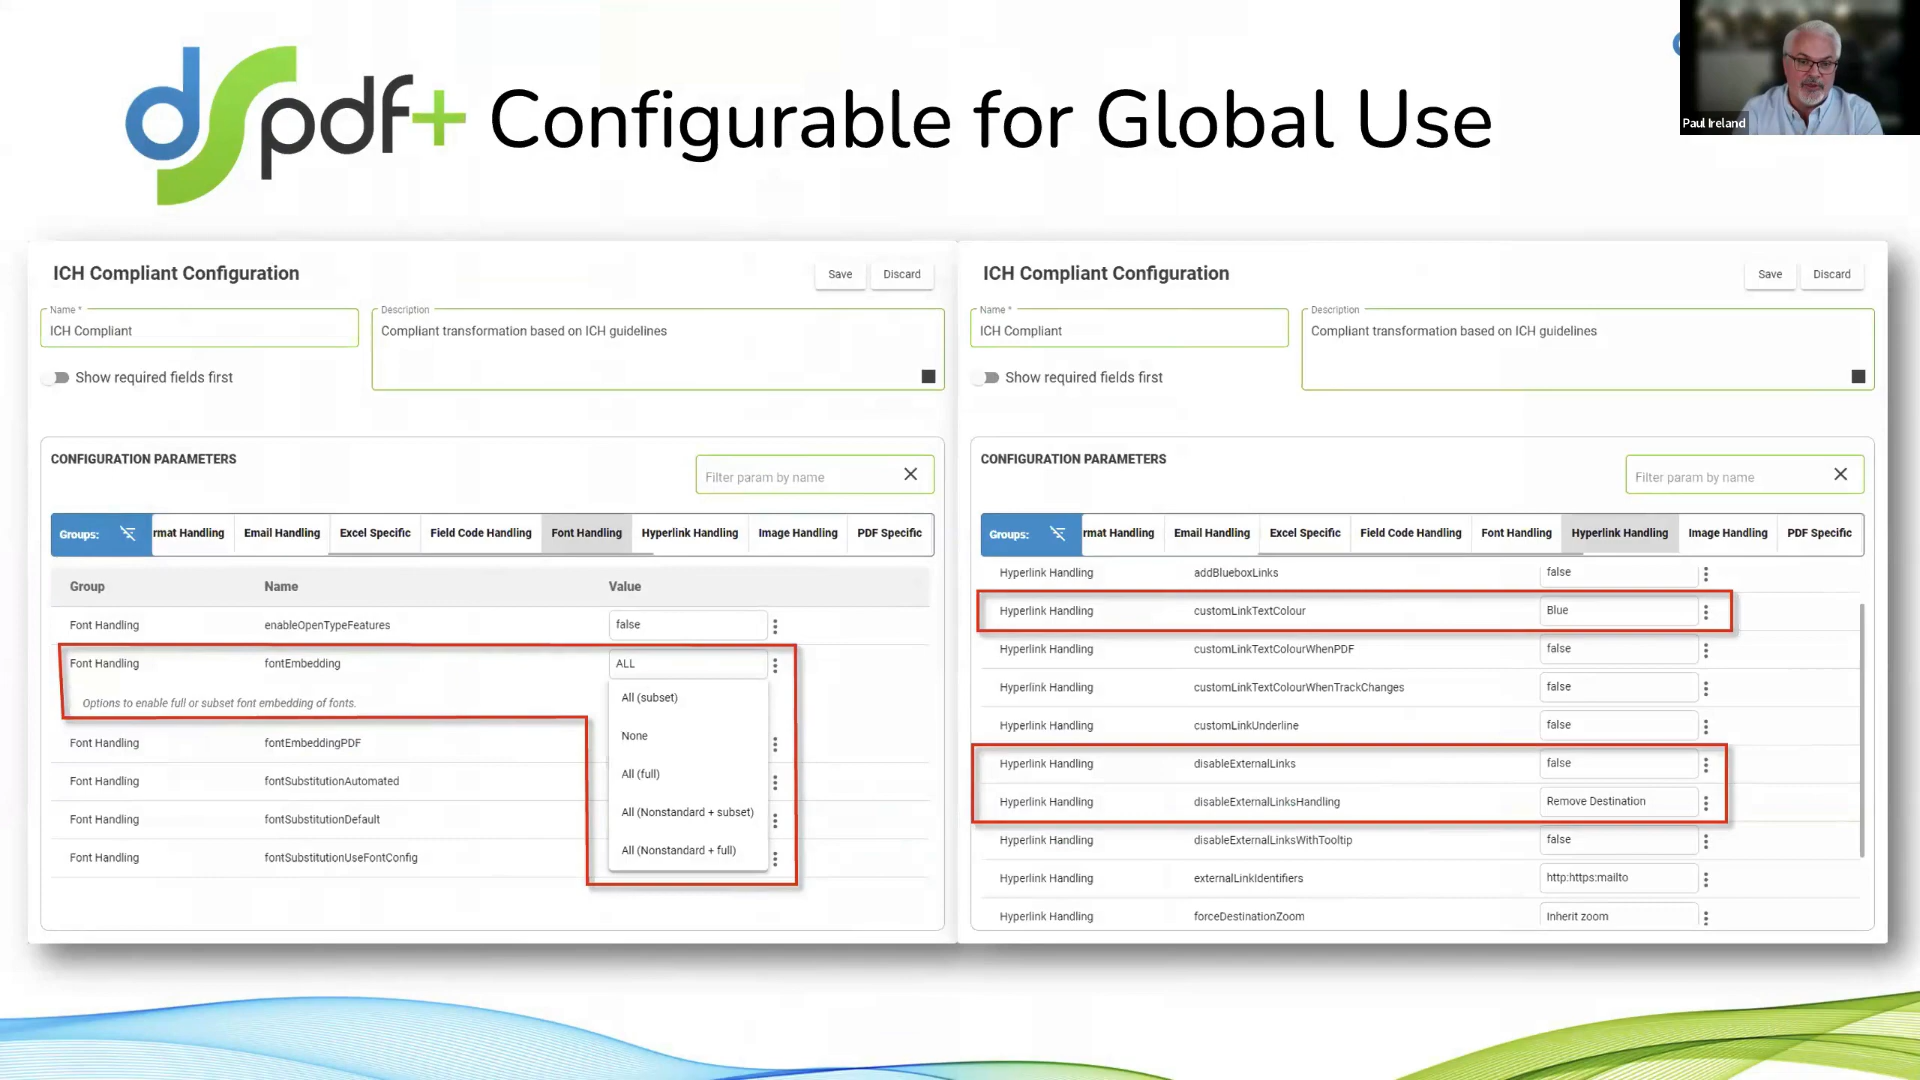 dspdf+ Configurable for Global Use
Paul Ireland
ICH Compliant Configuration
Save
Discard
Name *
ICH Compliant
Description
Compliant transformation based on ICH guidelines
Show required fields first
CONFIGURATION PARAMETERS
Filter param by name
Groups:
rmat Handling
Email Handling
Excel Specific
Field Code Handling
Font Handling
Hyperlink Handling
Image Handling
PDF Specific
Group Name Value
Font Handling enableOpenTypeFeatures false
Font Handling fontEmbedding ALL
Options to enable full or subset font embedding of fonts.
All (subset)
None
All (full)
All (Nonstandard + subset)
All (Nonstandard + full)
Font Handling fontEmbeddingPDF
Font Handling fontSubstitutionAutomated
Font Handling fontSubstitutionDefault
Font Handling fontSubstitutionUseFontConfig
ICH Compliant Configuration
Save
Discard
Name *
ICH Compliant
Description
Compliant transformation based on ICH guidelines
Show required fields first
CONFIGURATION PARAMETERS
Filter param by name
Groups:
rmat Handling
Email Handling
Excel Specific
Field Code Handling
Font Handling
Hyperlink Handling
Image Handling
PDF Specific
Hyperlink Handling addBlueboxLinks false
Hyperlink Handling customLinkTextColour Blue
Hyperlink Handling customLinkTextColourWhenPDF false
Hyperlink Handling customLinkTextColourWhenTrackChanges false
Hyperlink Handling customLinkUnderline false
Hyperlink Handling disableExternalLinks false
Hyperlink Handling disableExternalLinksHandling Remove Destination
Hyperlink Handling disableExternalLinksWithTooltip false
Hyperlink Handling externalLinkIdentifiers http:https:mailto
Hyperlink Handling forceDestinationZoom Inherit zoom